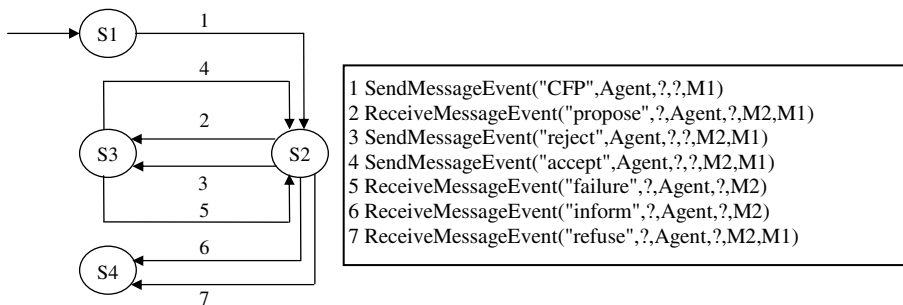 S1
1
4
2
S3
S2
3
5
6
S4
7
1 SendMessageEvent("CFP",Agent,?,?,M1)
2 ReceiveMessageEvent("propose",?,Agent,?,M2,M1)
3 SendMessageEvent("reject",Agent,?,?,M2,M1)
4 SendMessageEvent("accept",Agent,?,?,M2,M1)
5 ReceiveMessageEvent("failure",?,Agent,?,M2)
6 ReceiveMessageEvent("inform",?,Agent,?,M2)
7 ReceiveMessageEvent("refuse",?,Agent,?,M2,M1)